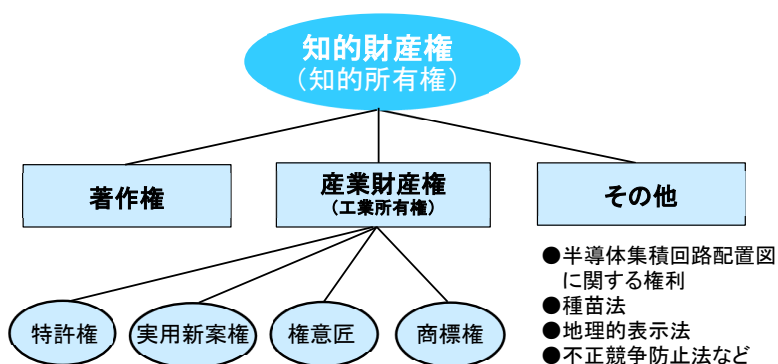 知的財産権
（知的所有権）
著作権
産業財産権
（工業所有権）
その他
特許権
実用新案権
権意匠
商標権
●半導体集積回路配置図
に関する権利
●種苗法
●地理的表示法
●不正競争防止法など